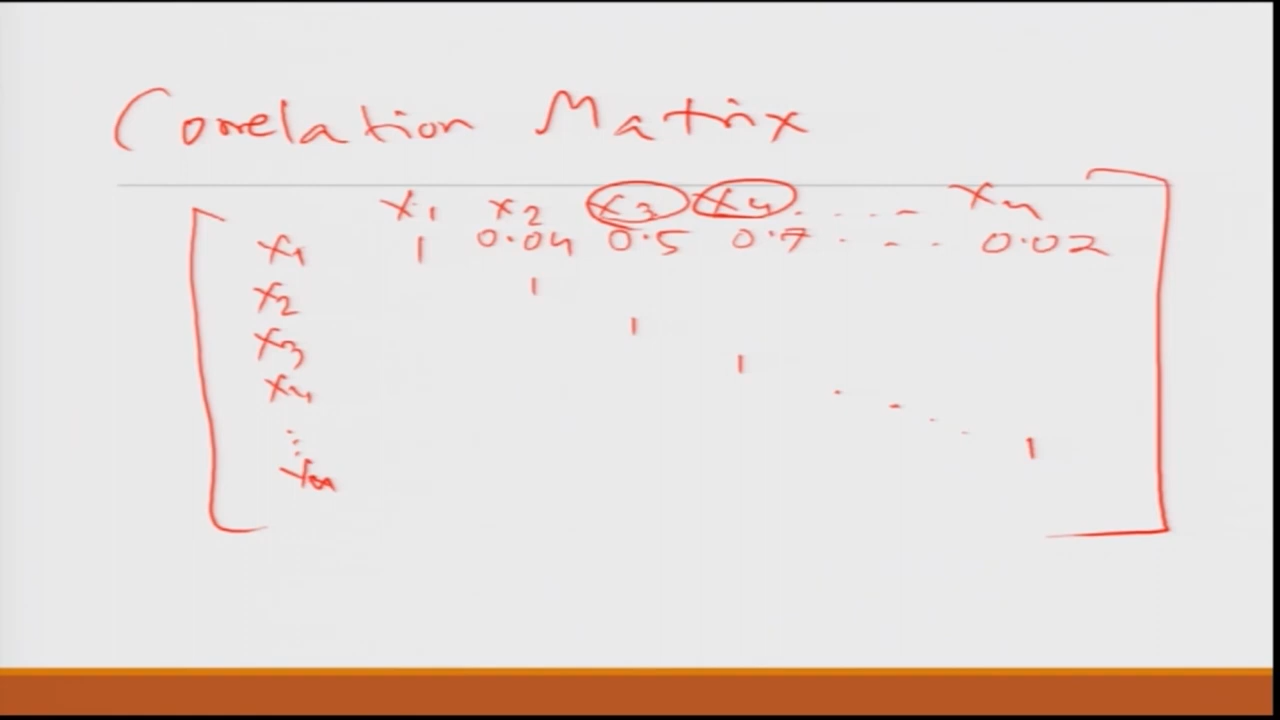 Correlation Matrix
x1 x2 x3 x4 . . . . . xn
x1 1 0.04 0.5 0.7 . . . . 0.02
x2 1
x3 1
x4 1
⋮ . . . . 1
xn